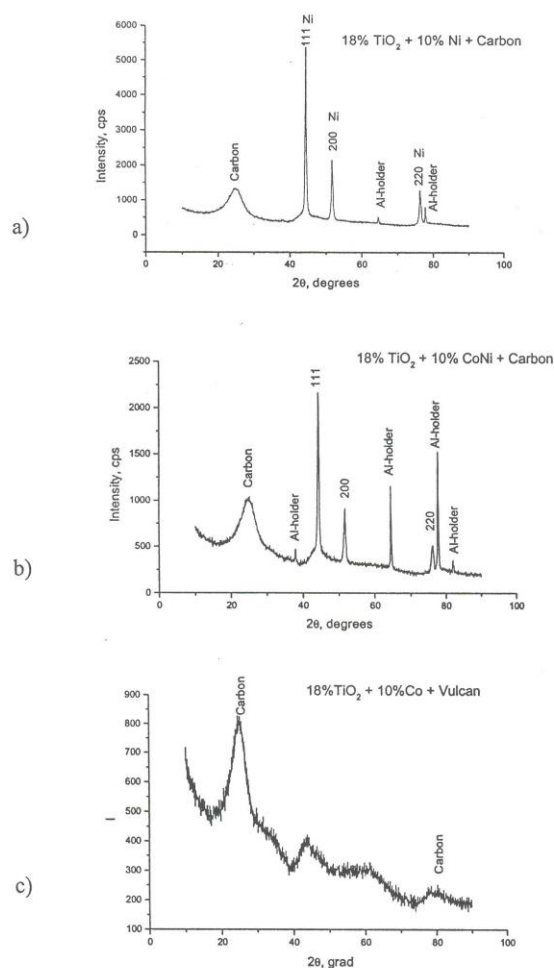 18% TiO₂ + 10% Ni + Carbon
Ni
111
Ni
200
Ni
220
Carbon
Al-holder
Al-holder
Intensity, cps
6000
5000
4000
3000
2000
1000
0
0 20 40 60 80 100
2θ, degrees
a)
18% TiO₂ + 10% CoNi + Carbon
Carbon
Al-holder
111
200
Al-holder
220
Al-holder
Al-holder
Intensity, cps
2500
2000
1500
1000
500
0
0 20 40 60 80 100
2θ, degrees
b)
18%TiO₂ + 10%Co + Vulcan
Carbon
Carbon
I
900
800
700
600
500
400
300
200
100
0 20 40 60 80 100
2θ, grad
c)